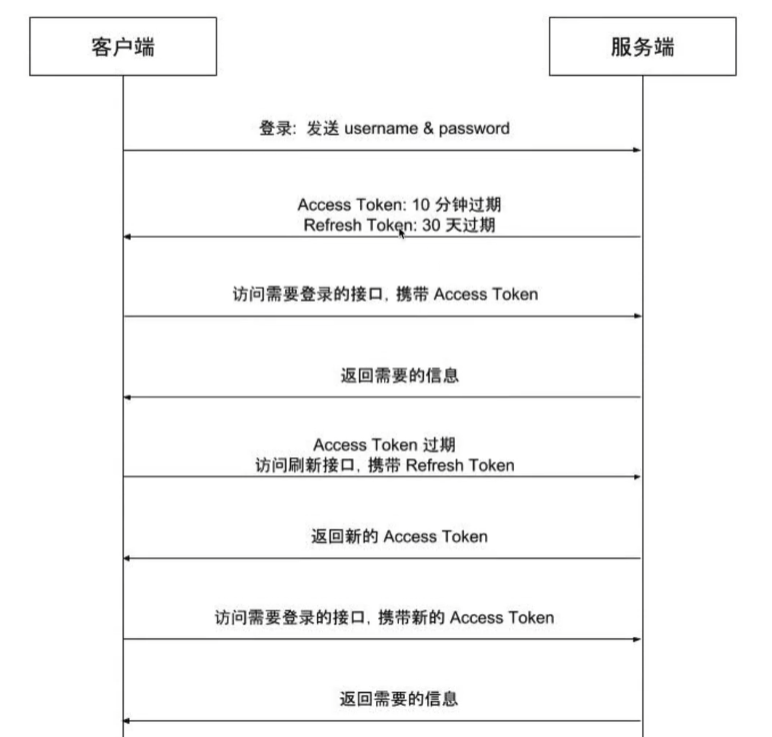 客户端
服务端
登录: 发送 username & password
Access Token: 10 分钟过期
Refresh Token: 30 天过期
访问需要登录的接口, 携带 Access Token
返回需要的信息
Access Token 过期
访问刷新接口, 携带 Refresh Token
返回新的 Access Token
访问需要登录的接口, 携带新的 Access Token
返回需要的信息